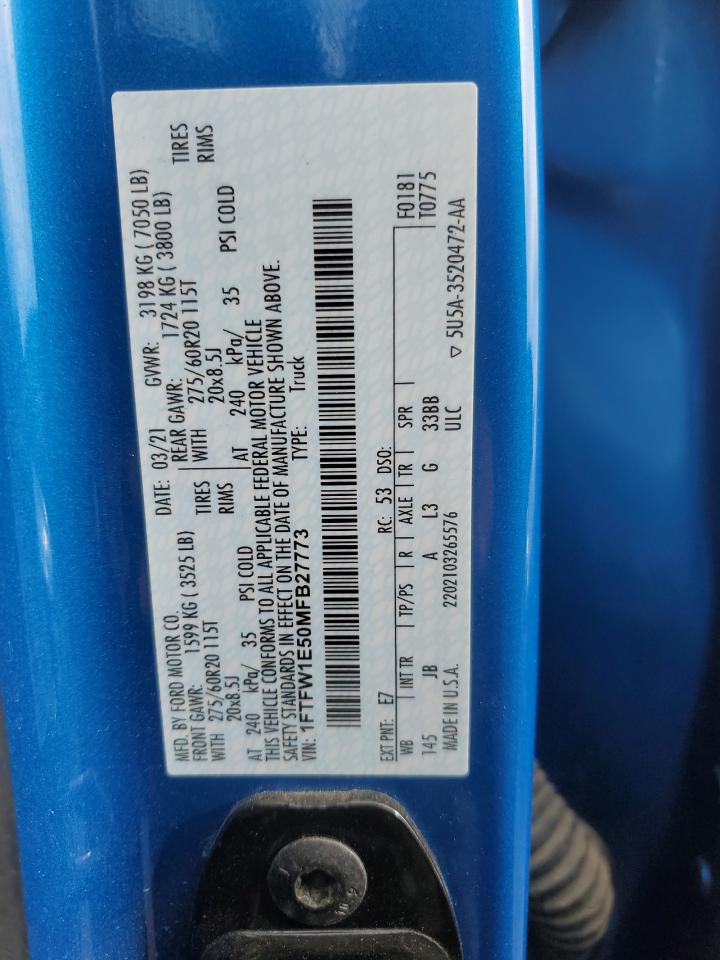 MFD. BY FORD MOTOR CO. DATE: 03/21 GVWR: 3198 KG ( 7050 LB)
FRONT GAWR: 1599 KG ( 3525 LB) REAR GAWR: 1724 KG ( 3800 LB)
WITH 275/60R20 115T TIRES WITH 275/60R20 115T TIRES
20x8.5J RIMS 20x8.5J RIMS
AT 240 kPa/ 35 PSI COLD AT 240 kPa/ 35 PSI COLD
THIS VEHICLE CONFORMS TO ALL APPLICABLE FEDERAL MOTOR VEHICLE
SAFETY STANDARDS IN EFFECT ON THE DATE OF MANUFACTURE SHOWN ABOVE.
VIN: 1FTFW1E50MFB27773 TYPE: Truck
EXT PNT: E7 RC: 53 DSO: F0181
WB INT TR TP/PS R AXLE TR SPR T0775
145 JB A L3 G 33BB
MADE IN U.S.A. 2202103265576 ULC ▽ 5U5A-3520472-AA